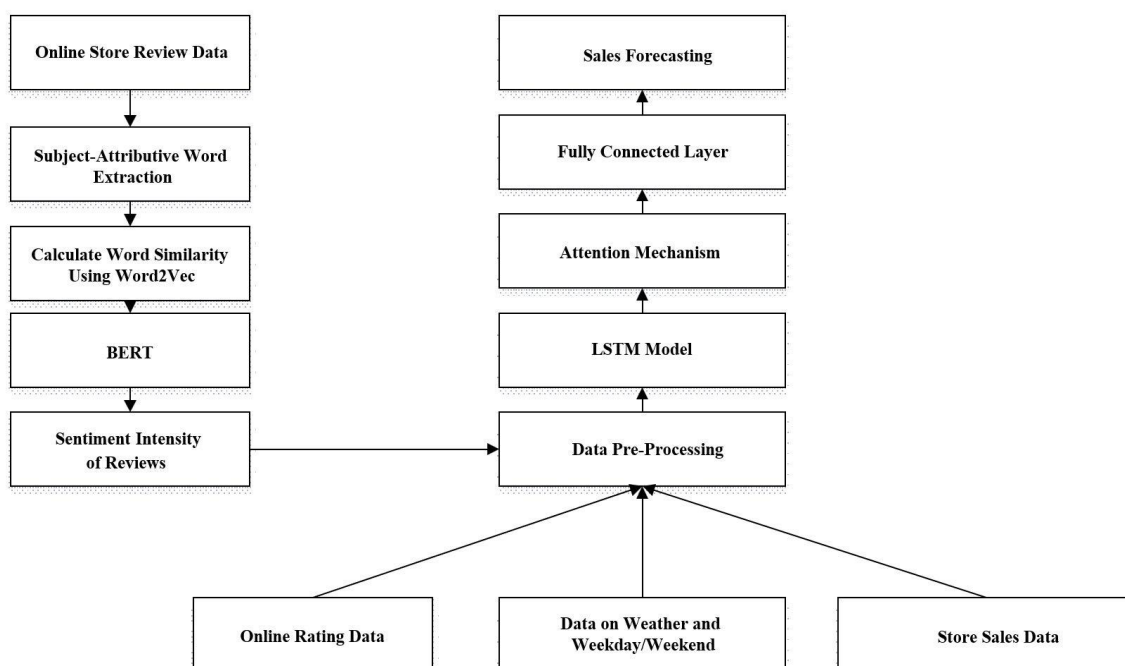 Online Store Review Data
Subject-Attributive Word
Extraction
Calculate Word Similarity
Using Word2Vec
BERT
Sentiment Intensity
of Reviews
Sales Forecasting
Fully Connected Layer
Attention Mechanism
LSTM Model
Data Pre-Processing
Online Rating Data
Data on Weather and
Weekday/Weekend
Store Sales Data